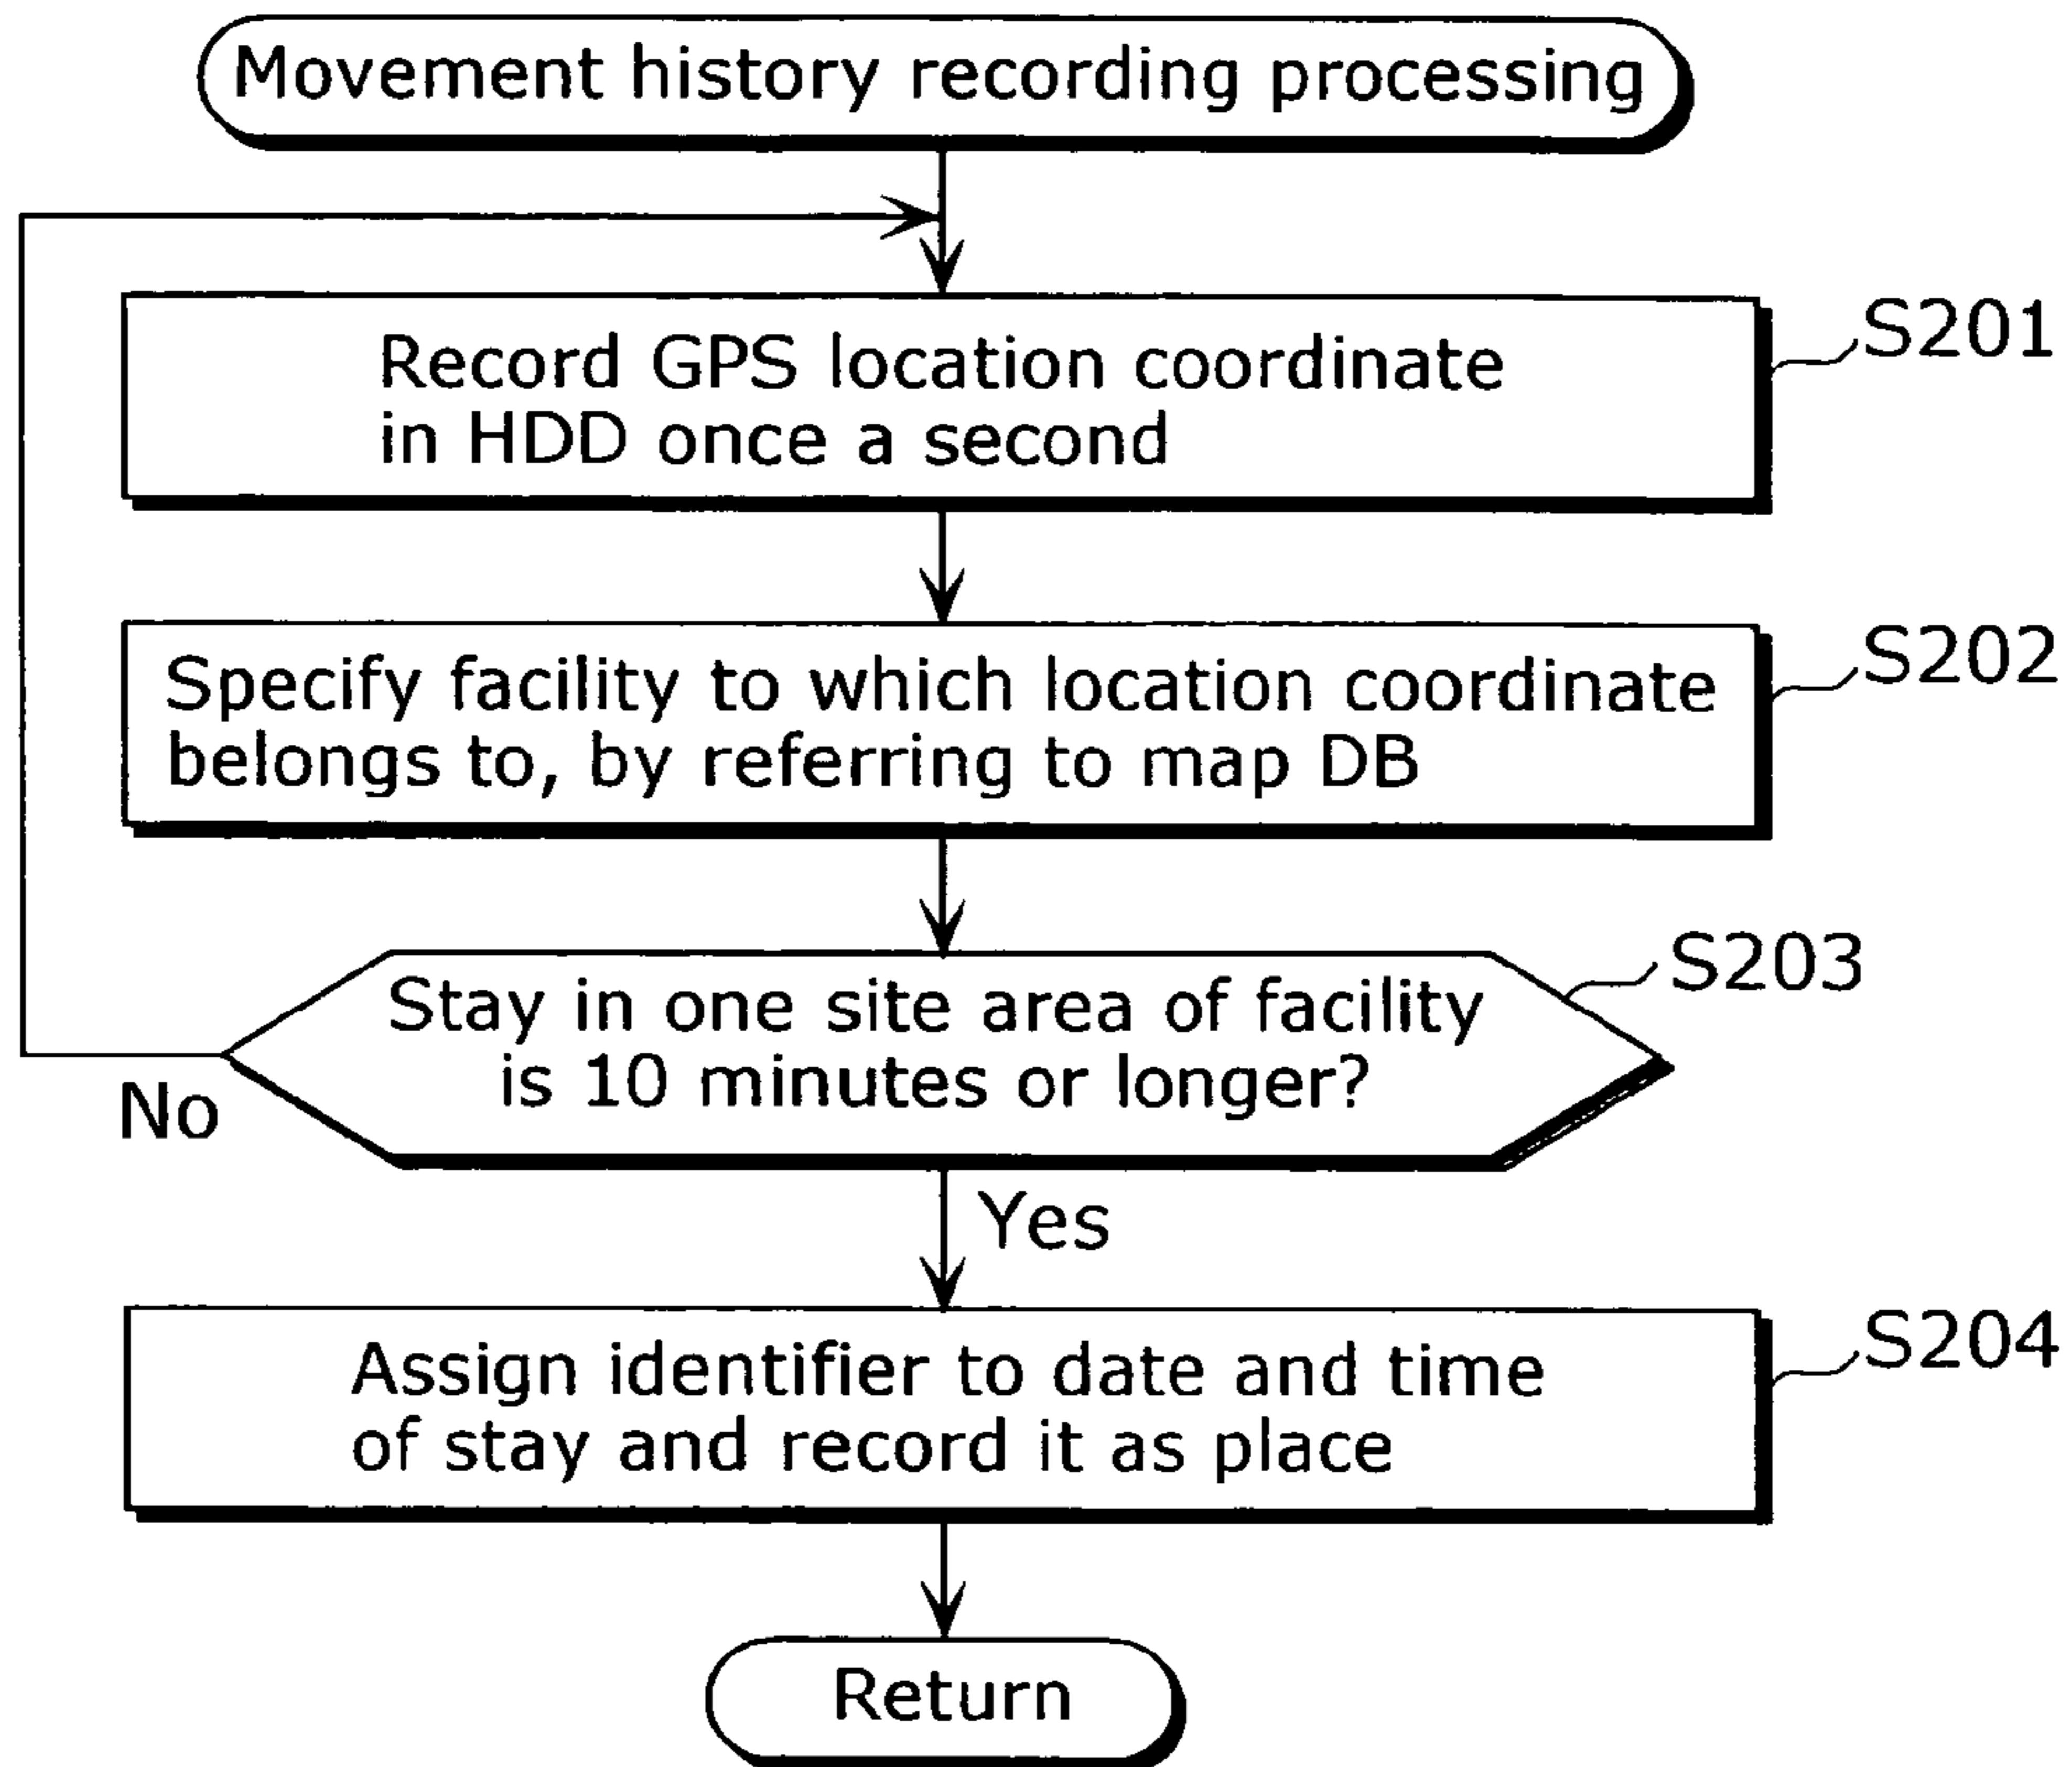 Movement history recording processing
Record GPS location coordinate
in HDD once a second
S201
Specify facility to which location coordinate
belongs to, by referring to map DB
S202
Stay in one site area of facility
is 10 minutes or longer?
S203
No
Yes
Assign identifier to date and time
of stay and record it as place
S204
Return